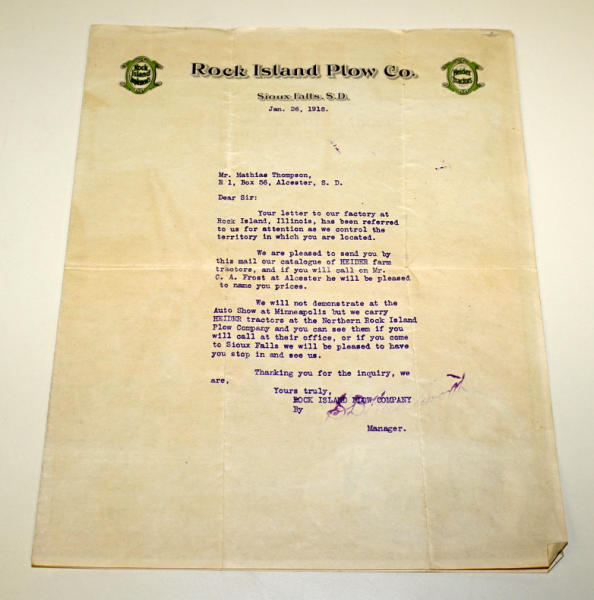 Rock Island
Heider Tractors
Rock Island Plow Co.
Sioux Falls, S.D.
Jan. 26, 1918.
Mr. Mathias Thompson,
R 1, Box 56, Alcester, S. D.
Dear Sir:
Your letter to our factory at
Rock Island, Illinois, has been referred
to us for attention as we control the
territory in which you are located.
We are pleased to send you by
this mail our catalogue of HEIDER farm
tractors, and if you will call on Mr.
C. A. Frost at Alcester he will be pleased
to name you prices.
We will not demonstrate at the
Auto Show at Minneapolis but we carry
HEIDER tractors at the Northern Rock Island
Plow Company and you can see them if you
will call at their office, or if you come
to Sioux Falls we will be pleased to have
you stop in and see us.
Thanking you for the inquiry, we
are,
Yours truly,
ROCK ISLAND PLOW COMPANY
By
Manager.